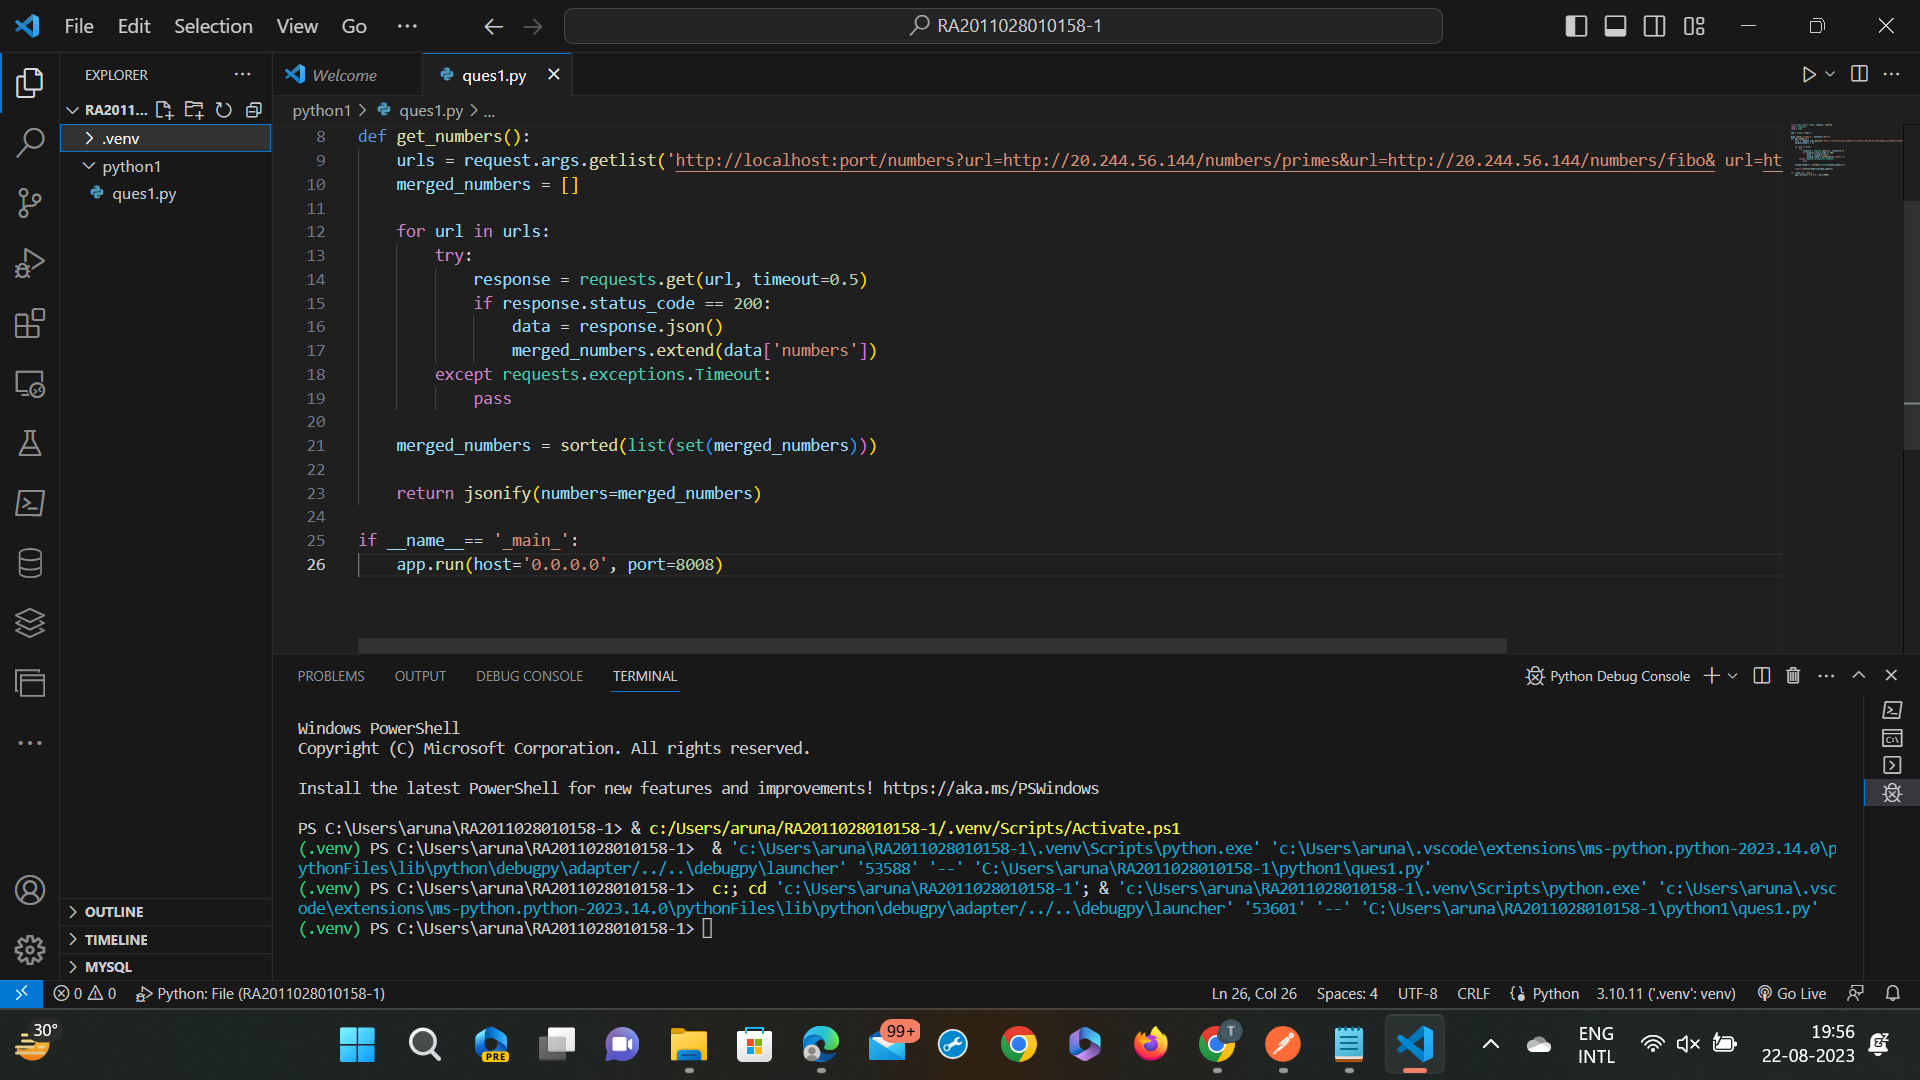 File Edit Selection View Go ··· RA2011028010158-1
EXPLORER
RA2011...
.venv
python1
ques1.py
OUTLINE
TIMELINE
MYSQL
Welcome
ques1.py
python1 > ques1.py > ...
8 def get_numbers():
9 urls = request.args.getlist('http://localhost:port/numbers?url=http://20.244.56.144/numbers/primes&url=http://20.244.56.144/numbers/fibo& url=ht
10 merged_numbers = []
11
12 for url in urls:
13 try:
14 response = requests.get(url, timeout=0.5)
15 if response.status_code == 200:
16 data = response.json()
17 merged_numbers.extend(data['numbers'])
18 except requests.exceptions.Timeout:
19 pass
20
21 merged_numbers = sorted(list(set(merged_numbers)))
22
23 return jsonify(numbers=merged_numbers)
24
25 if __name__== '_main_':
26 app.run(host='0.0.0.0', port=8008)
PROBLEMS OUTPUT DEBUG CONSOLE TERMINAL Python Debug Console
Windows PowerShell
Copyright (C) Microsoft Corporation. All rights reserved.
Install the latest PowerShell for new features and improvements! https://aka.ms/PSWindows
PS C:\Users\aruna\RA2011028010158-1> & c:/Users/aruna/RA2011028010158-1/.venv/Scripts/Activate.ps1
(.venv) PS C:\Users\aruna\RA2011028010158-1>  & 'c:\Users\aruna\RA2011028010158-1\.venv\Scripts\python.exe' 'c:\Users\aruna\.vscode\extensions\ms-python.python-2023.14.0\p
ythonFiles\lib\python\debugpy\adapter/../..\debugpy\launcher' '53588' '--' 'C:\Users\aruna\RA2011028010158-1\python1\ques1.py'
(.venv) PS C:\Users\aruna\RA2011028010158-1>  c:; cd 'c:\Users\aruna\RA2011028010158-1'; & 'c:\Users\aruna\RA2011028010158-1\.venv\Scripts\python.exe' 'c:\Users\aruna\.vsc
ode\extensions\ms-python.python-2023.14.0\pythonFiles\lib\python\debugpy\adapter/../..\debugpy\launcher' '53601' '--' 'C:\Users\aruna\RA2011028010158-1\python1\ques1.py'
(.venv) PS C:\Users\aruna\RA2011028010158-1>
0 0 Python: File (RA2011028010158-1) Ln 26, Col 26 Spaces: 4 UTF-8 CRLF Python 3.10.11 ('.venv': venv) Go Live
30° PRE 99+ T ENG
INTL
19:56
22-08-2023